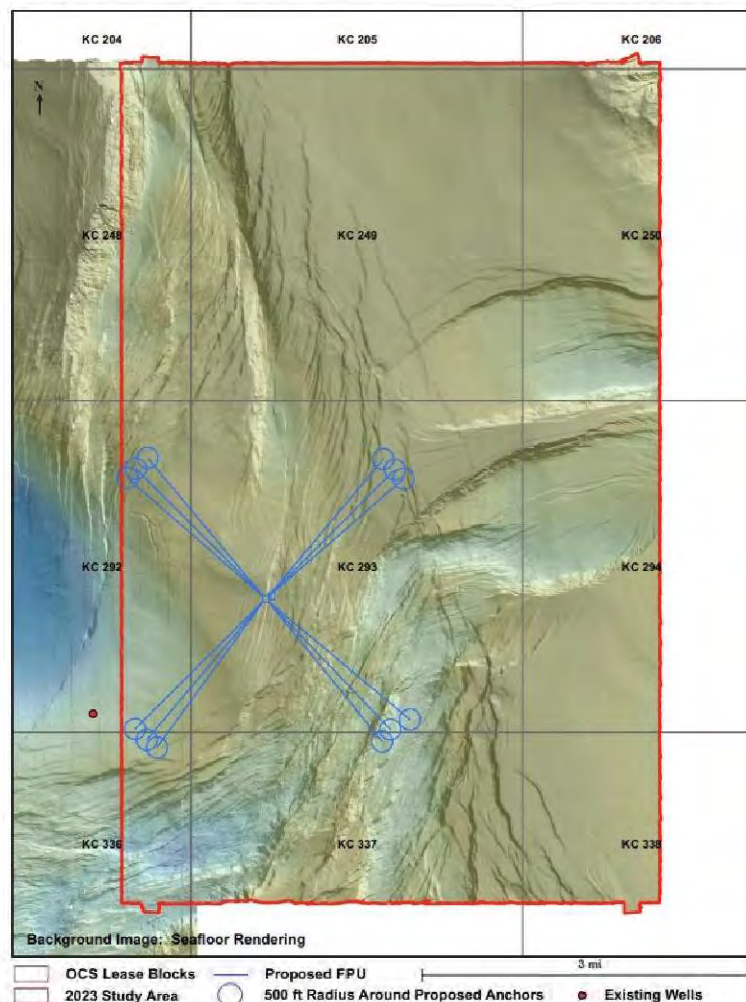 KC 204 KC 205 KC 206
N
KC 248 KC 249 KC 250
KC 292 KC 293 KC 294
KC 336 KC 337 KC 338
Background Image: Seafloor Rendering
OCS Lease Blocks Proposed FPU 3 mi
2023 Study Area 500 ft Radius Around Proposed Anchors Existing Wells